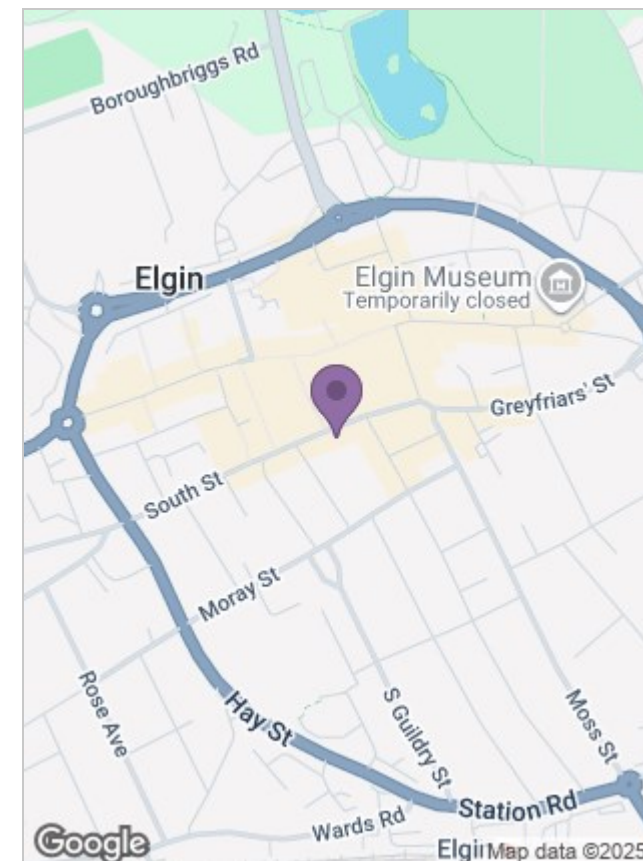 Boroughbriggs Rd
Elgin
Elgin Museum
Temporarily closed
Greyfriars' St
South St
Moray St
Rose Ave
Hay St
S Guildry St
Moss St
Station Rd
Wards Rd
Google
Elgin
Map data ©2025